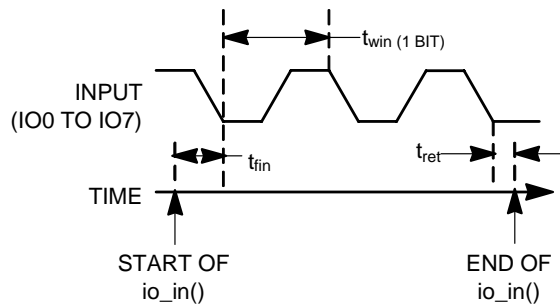 t_win (1 BIT)
INPUT
(IO0 TO IO7)
t_fin
t_ret
TIME
START OF
io_in()
END OF
io_in()